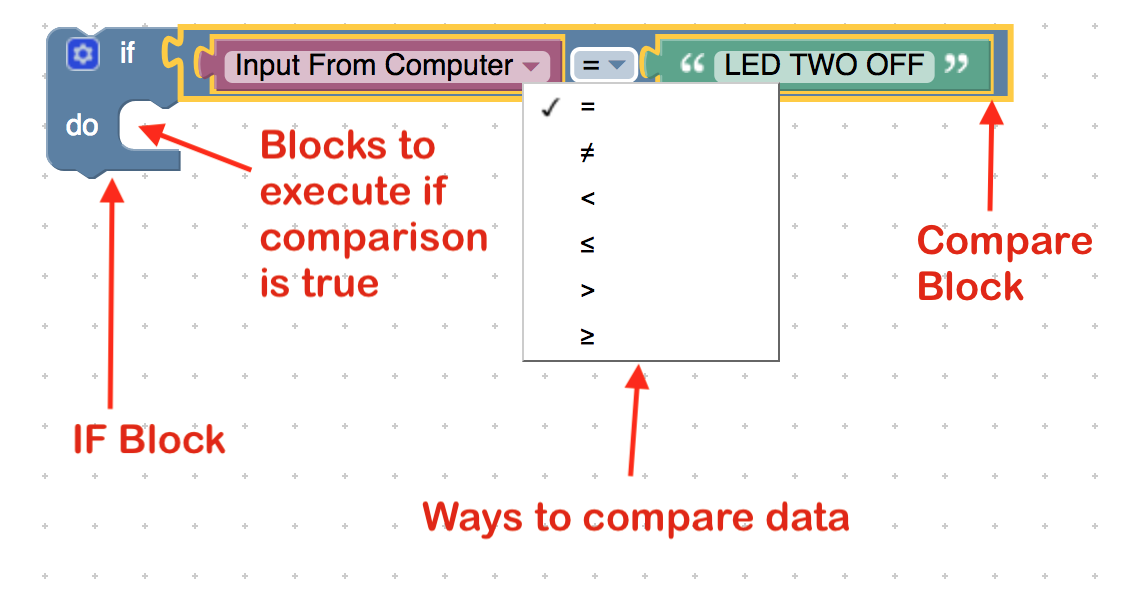 if
Input From Computer
=
“ LED TWO OFF ”
do
✓ =
≠
<
≤
>
≥
Blocks to
execute if
comparison
is true
Compare
Block
IF Block
Ways to compare data